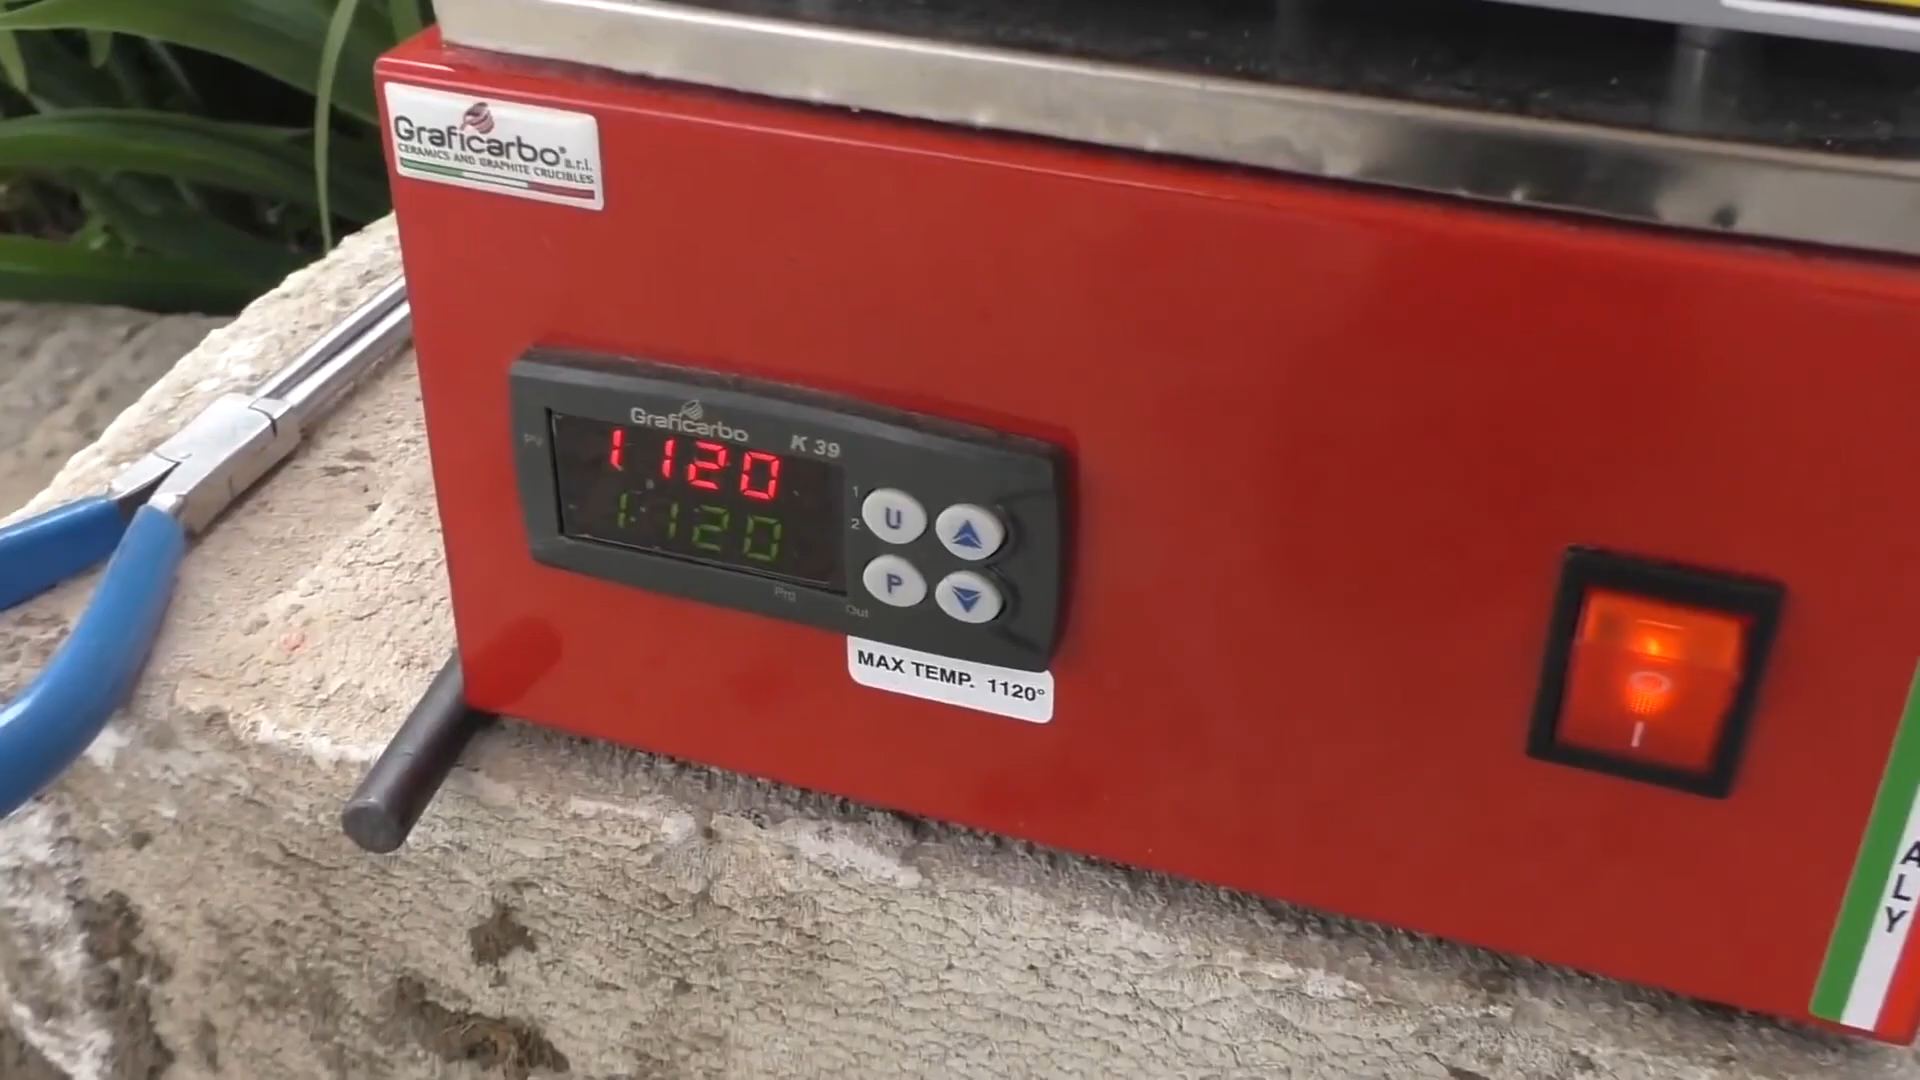 Graficarbo® s.r.l.
CERAMICS AND GRAPHITE CRUCIBLES
Graficarbo
K 39
PV
1120
1120
1
2
U
P
Prg
Out
MAX TEMP. 1120°
ALY